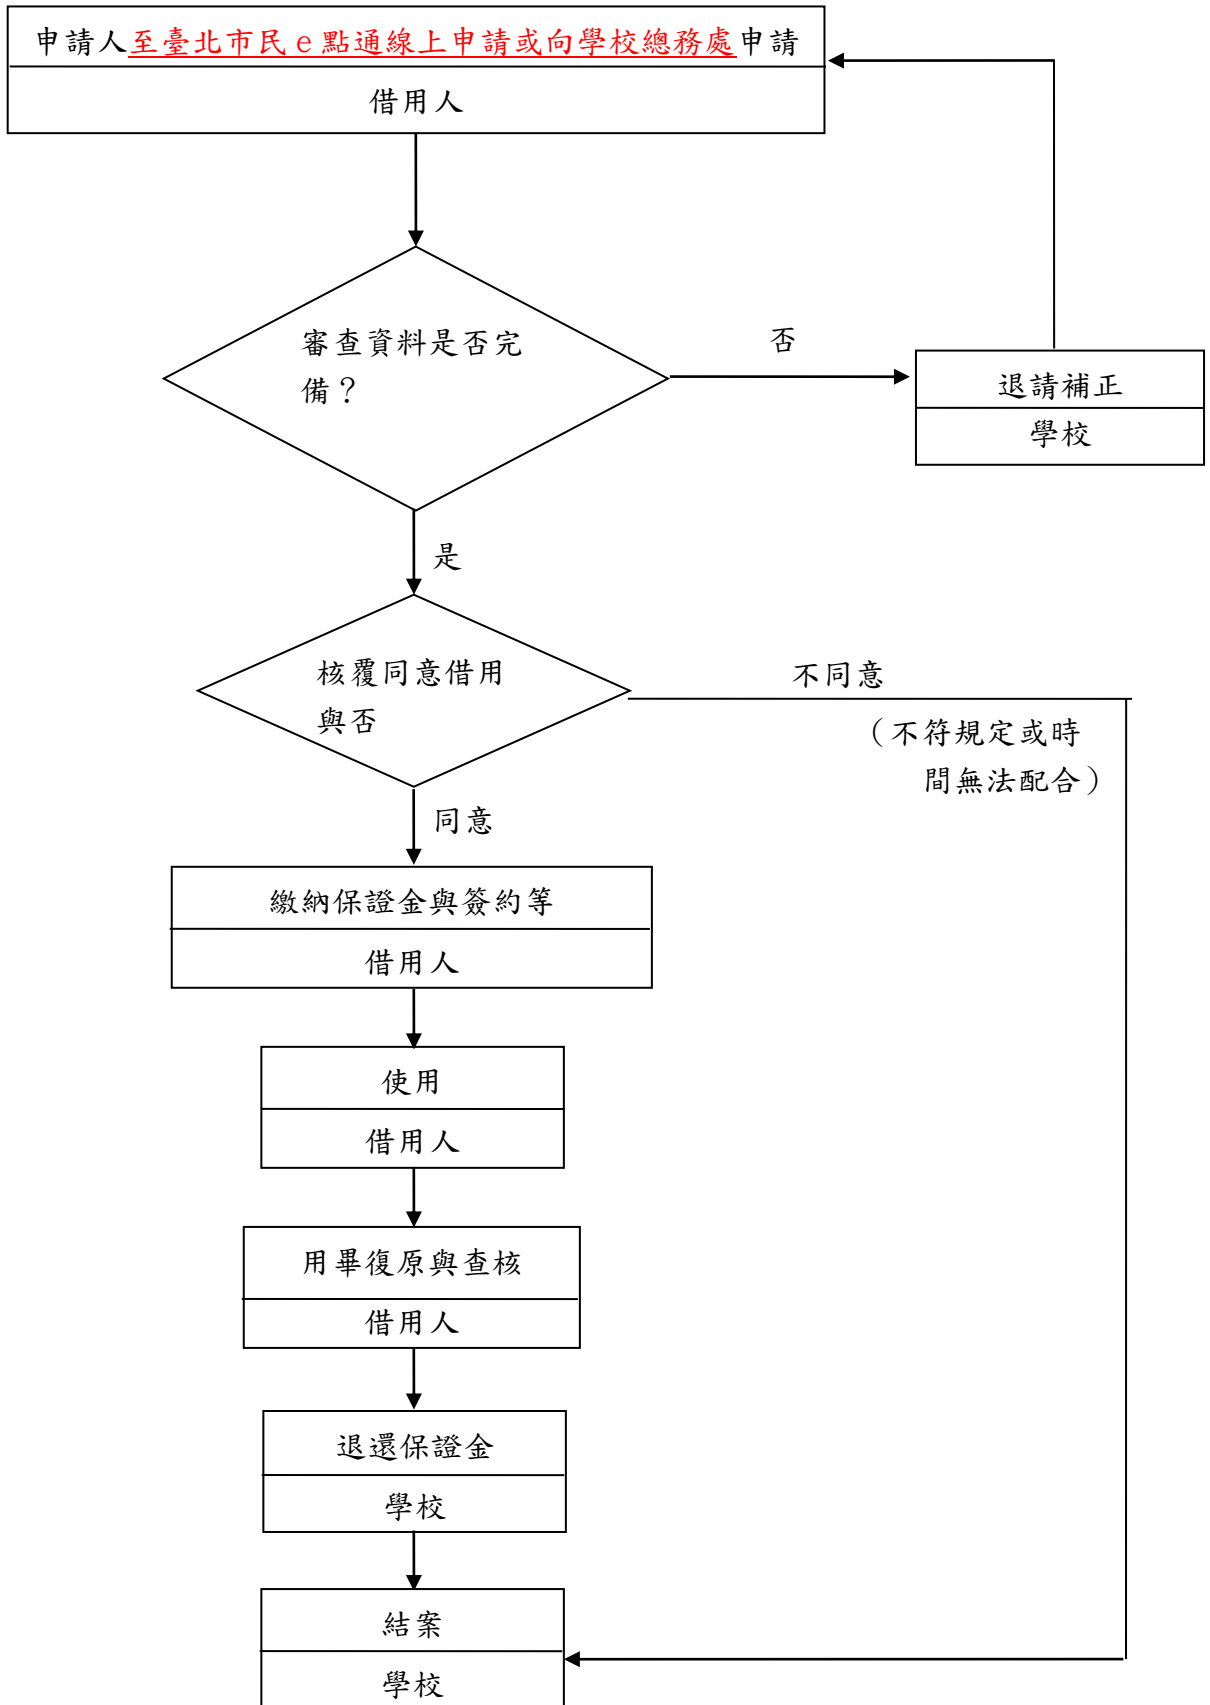 申請人至臺北市民e點通線上申請或向學校總務處申請
借用人
審查資料是否完
備？
否
退請補正
學校
是
核覆同意借用
與否
不同意
（不符規定或時
間無法配合）
同意
繳納保證金與簽約等
借用人
使用
借用人
用畢復原與查核
借用人
退還保證金
學校
結案
學校